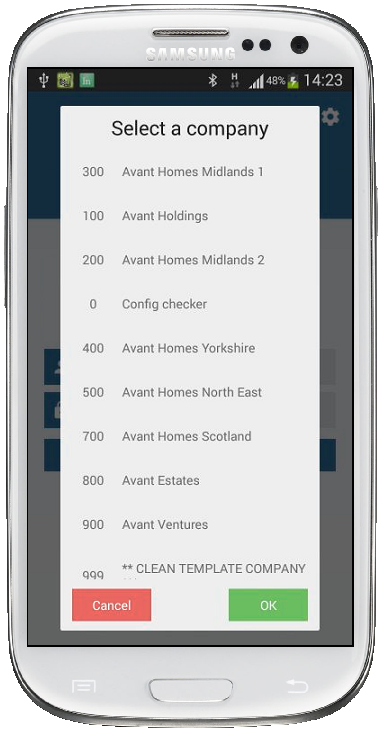 SAMSUNG
H
48%
14:23
Select a company
300 Avant Homes Midlands 1
100 Avant Holdings
200 Avant Homes Midlands 2
0 Config checker
400 Avant Homes Yorkshire
500 Avant Homes North East
700 Avant Homes Scotland
800 Avant Estates
900 Avant Ventures
999 ** CLEAN TEMPLATE COMPANY
Cancel
OK